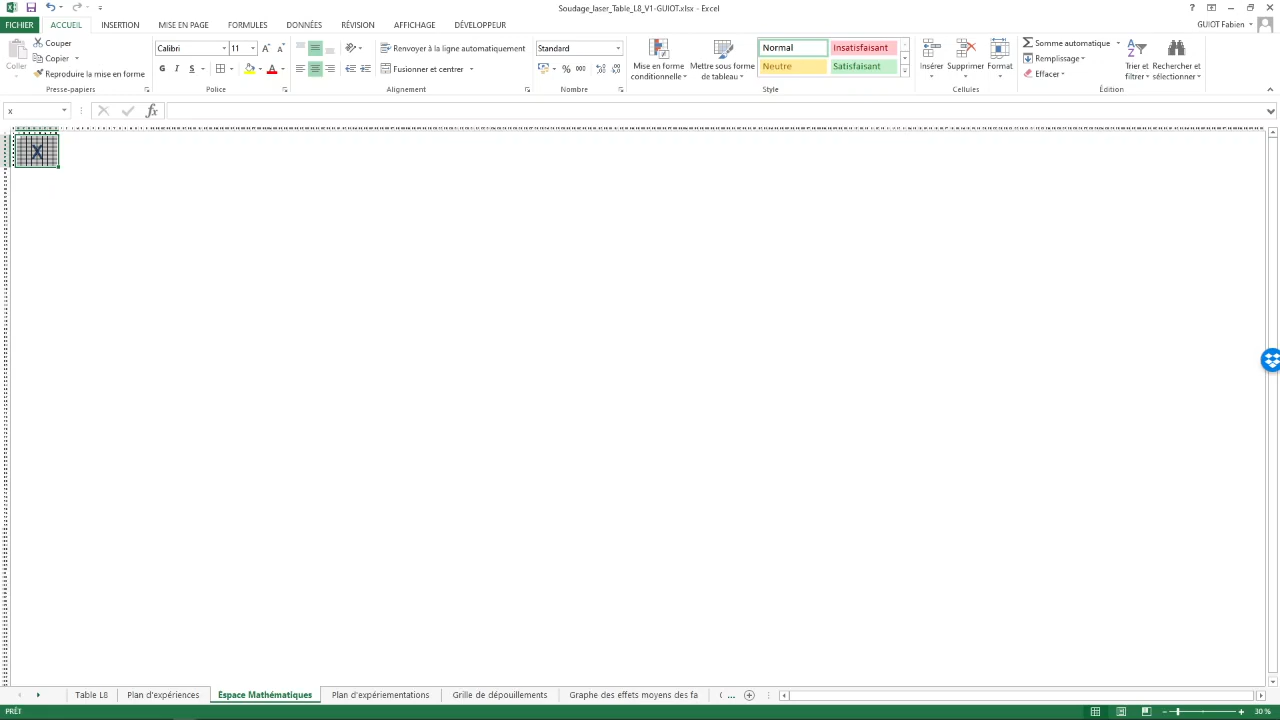 Soudage_laser_Table_L8_V1-GUIOT.xlsx - Excel
FICHIER ACCUEIL INSERTION MISE EN PAGE FORMULES DONNÉES RÉVISION AFFICHAGE DÉVELOPPEUR GUIOT Fabien
Coller
Couper
Copier
Reproduire la mise en forme
Presse-papiers
Calibri 11
G I S
Police
Renvoyer à la ligne automatiquement
Fusionner et centrer
Alignement
Standard
% 000
Nombre
Mise en forme conditionnelle
Mettre sous forme de tableau
Normal Insatisfaisant
Neutre Satisfaisant
Style
Insérer Supprimer Format
Cellules
Somme automatique
Remplissage
Effacer
Trier et filtrer
Rechercher et sélectionner
Édition
x
fx
X
Table L8 Plan d'expériences Espace Mathématiques Plan d'expériementations Grille de dépouillements Graphe des effets moyens des fa ...
PRÊT 30 %